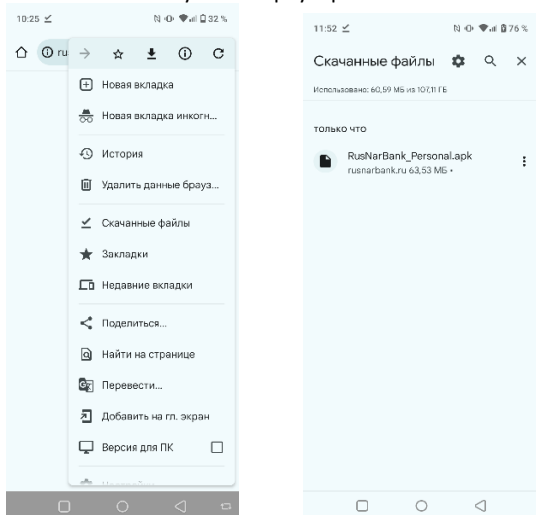 10:25 32 %
ru
Новая вкладка
Новая вкладка инкогн...
История
Удалить данные брауз...
Скачанные файлы
Закладки
Недавние вкладки
Поделиться...
Найти на странице
Перевести...
Добавить на гл. экран
Версия для ПК
11:52 76 %
Скачанные файлы
Использовано: 60,59 МБ из 107,11 ГБ
только что
RusNarBank_Personal.apk
rusnarbank.ru 63,53 МБ •